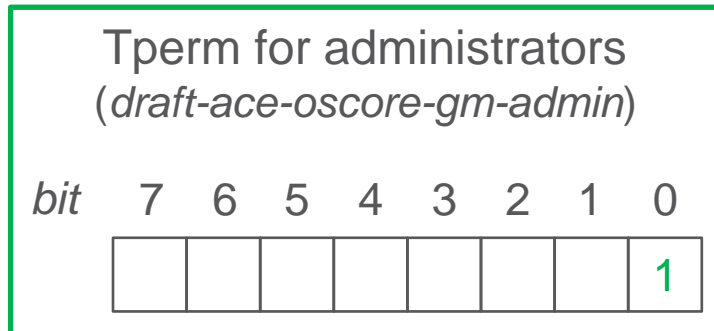 Tperm for administrators
(draft-ace-oscore-gm-admin)
bit 7 6 5 4 3 2 1 0
1